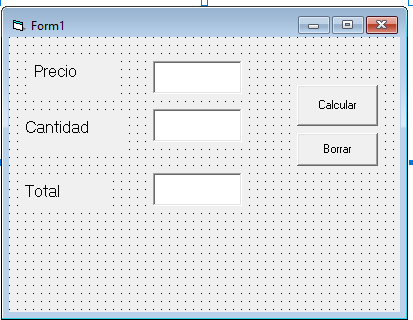 Form1
Precio
Calcular
Cantidad
Borrar
Total